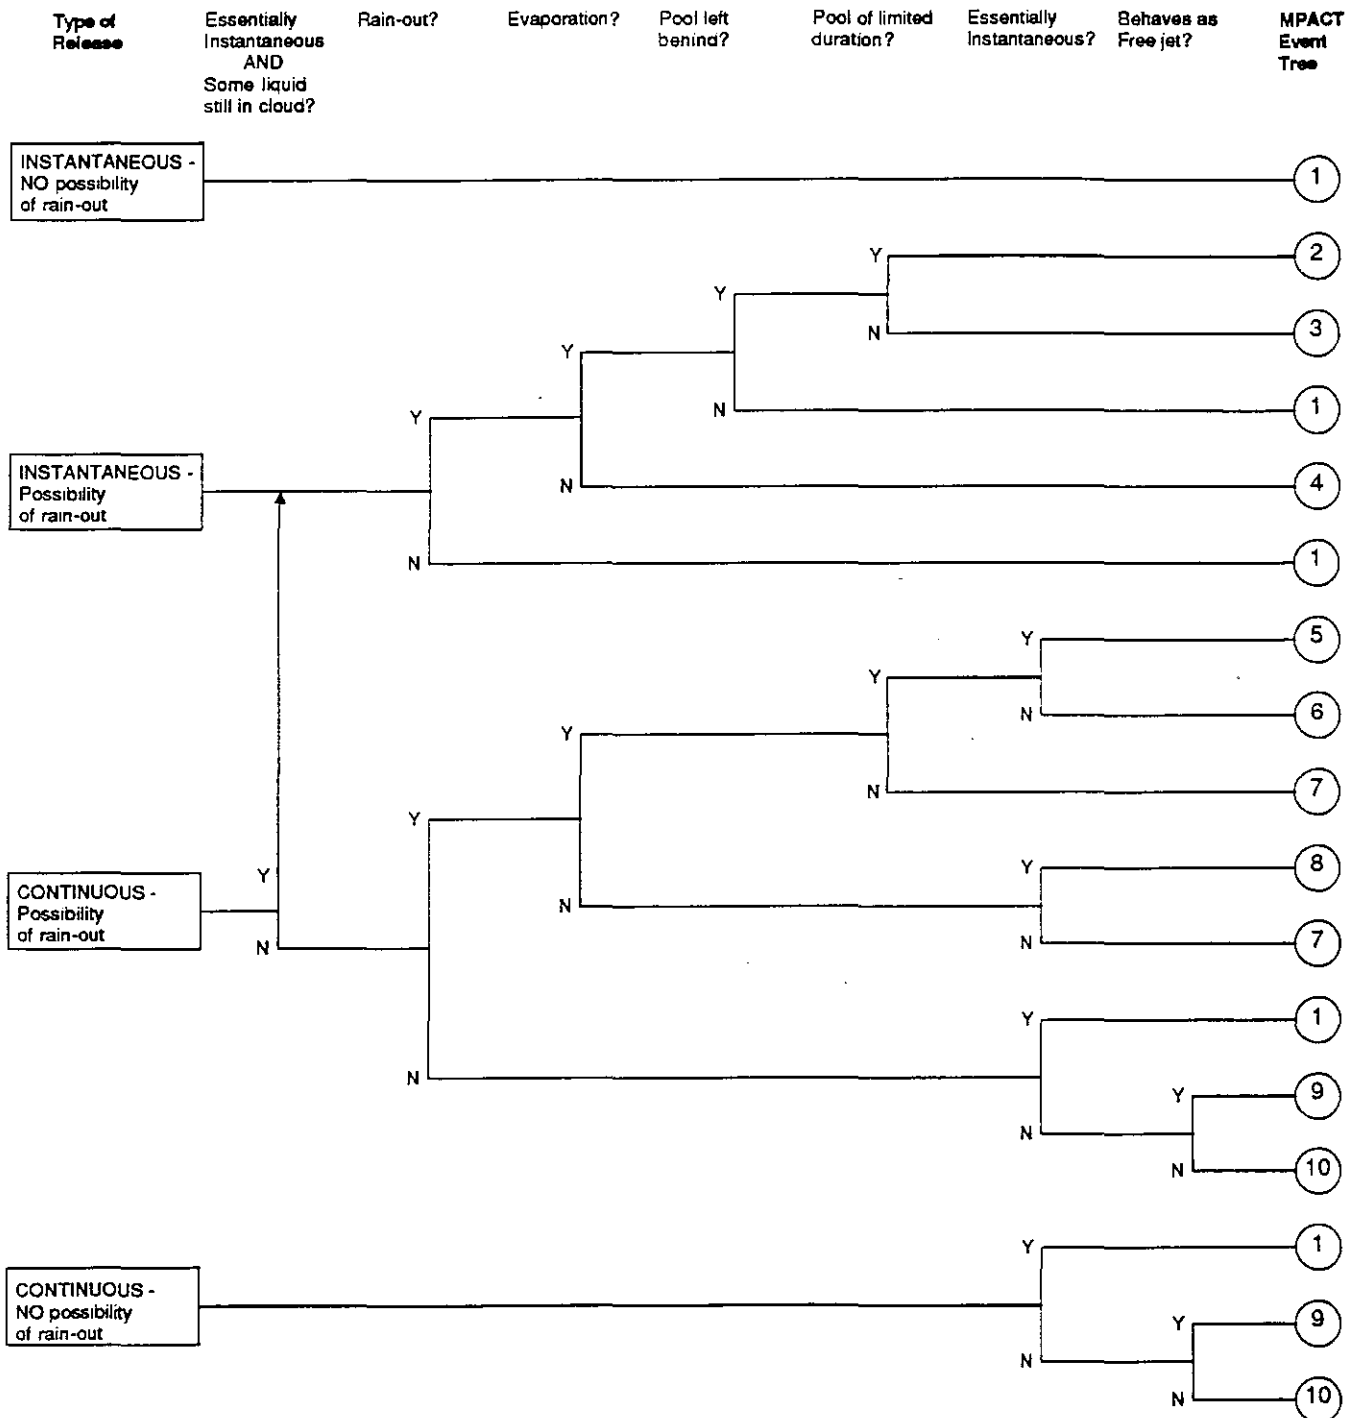 Type of
Release
Essentially
Instantaneous
AND
Some liquid
still in cloud?
Rain-out?
Evaporation?
Pool left
behind?
Pool of limited
duration?
Essentially
Instantaneous?
Behaves as
Free jet?
MPACT
Event
Tree
INSTANTANEOUS -
NO possibility
of rain-out
1
Y
2
Y
N
3
Y
N
1
Y
INSTANTANEOUS -
Possibility
of rain-out
N
4
N
1
Y
5
Y
N
6
Y
N
7
Y
Y
8
CONTINUOUS -
Possibility
of rain-out
Y
N
N
N
7
Y
1
N
Y
9
N
N
10
Y
1
CONTINUOUS -
NO possibility
of rain-out
Y
9
N
N
10